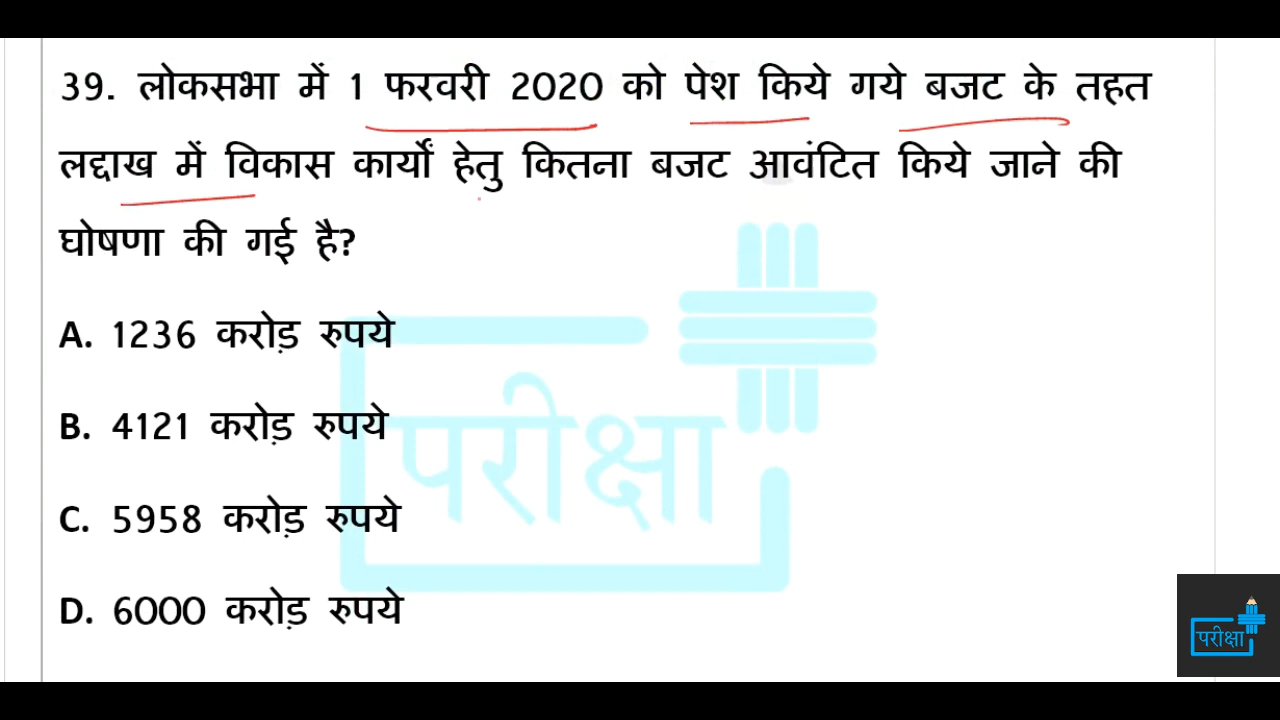 39. लोकसभा में 1 फरवरी 2020 को पेश किये गये बजट के तहत
लद्दाख में विकास कार्यों हेतु कितना बजट आवंटित किये जाने की
घोषणा की गई है?
A. 1236 करोड़ रुपये
B. 4121 करोड़ रुपये
C. 5958 करोड़ रुपये
D. 6000 करोड़ रुपये
परीक्षा
परीक्षा